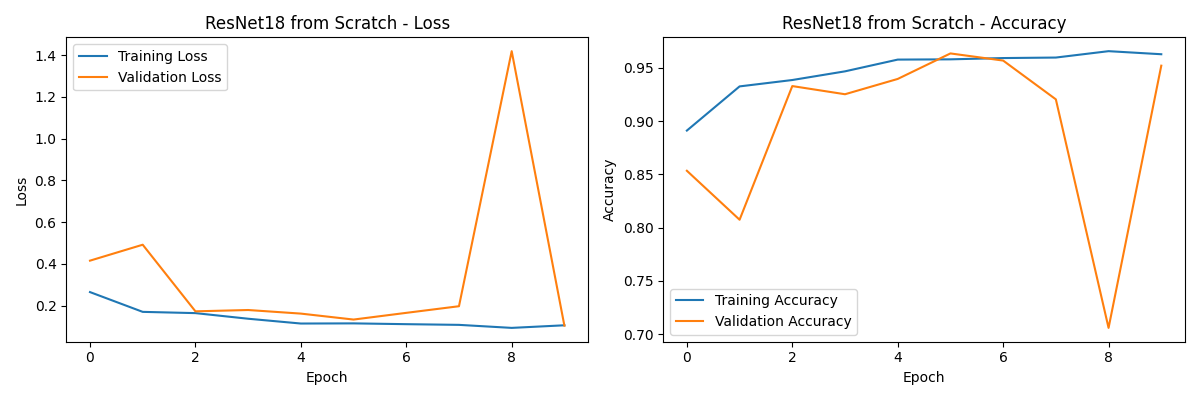 ResNet18 from Scratch - Loss
Training Loss
Validation Loss
1.4
1.2
1.0
0.8
0.6
0.4
0.2
Loss
0 2 4 6 8
Epoch
ResNet18 from Scratch - Accuracy
0.95
0.90
0.85
0.80
0.75
0.70
Accuracy
Training Accuracy
Validation Accuracy
0 2 4 6 8
Epoch